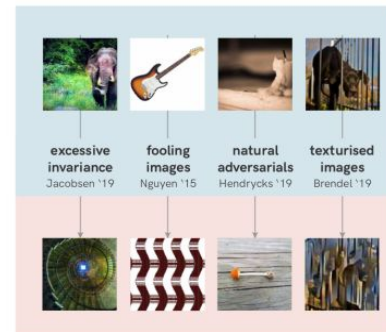 excessive
invariance
Jacobsen '19
fooling
images
Nguyen '15
natural
adversarials
Hendrycks '19
texturised
images
Brendel '19